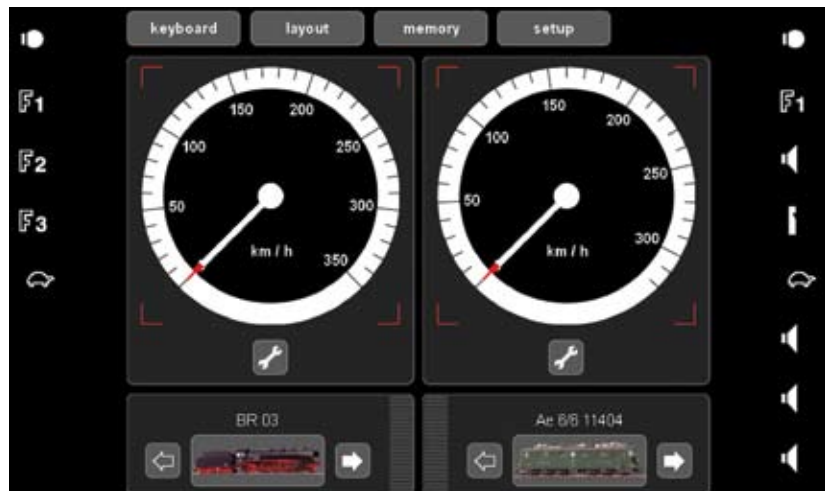 keyboard layout memory setup
F1
F2
F3
50 100 150 200 250 300 350
km / h
50 100 150 200 250 300
km / h
F1
BR 03
Ae 6/6 11404